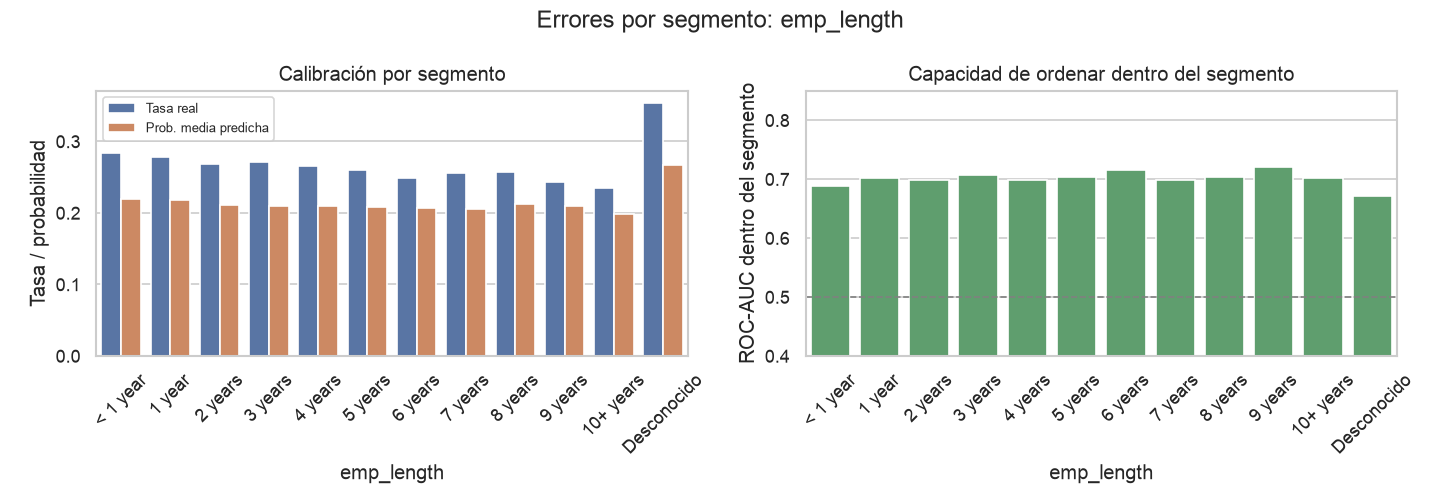 Errores por segmento: emp_length
Calibración por segmento
Tasa real
Prob. media predicha
Tasa / probabilidad
0.3
0.2
0.1
0.0
< 1 year
1 year
2 years
3 years
4 years
5 years
6 years
7 years
8 years
9 years
10+ years
Desconocido
emp_length
Capacidad de ordenar dentro del segmento
ROC-AUC dentro del segmento
0.8
0.7
0.6
0.5
0.4
< 1 year
1 year
2 years
3 years
4 years
5 years
6 years
7 years
8 years
9 years
10+ years
Desconocido
emp_length